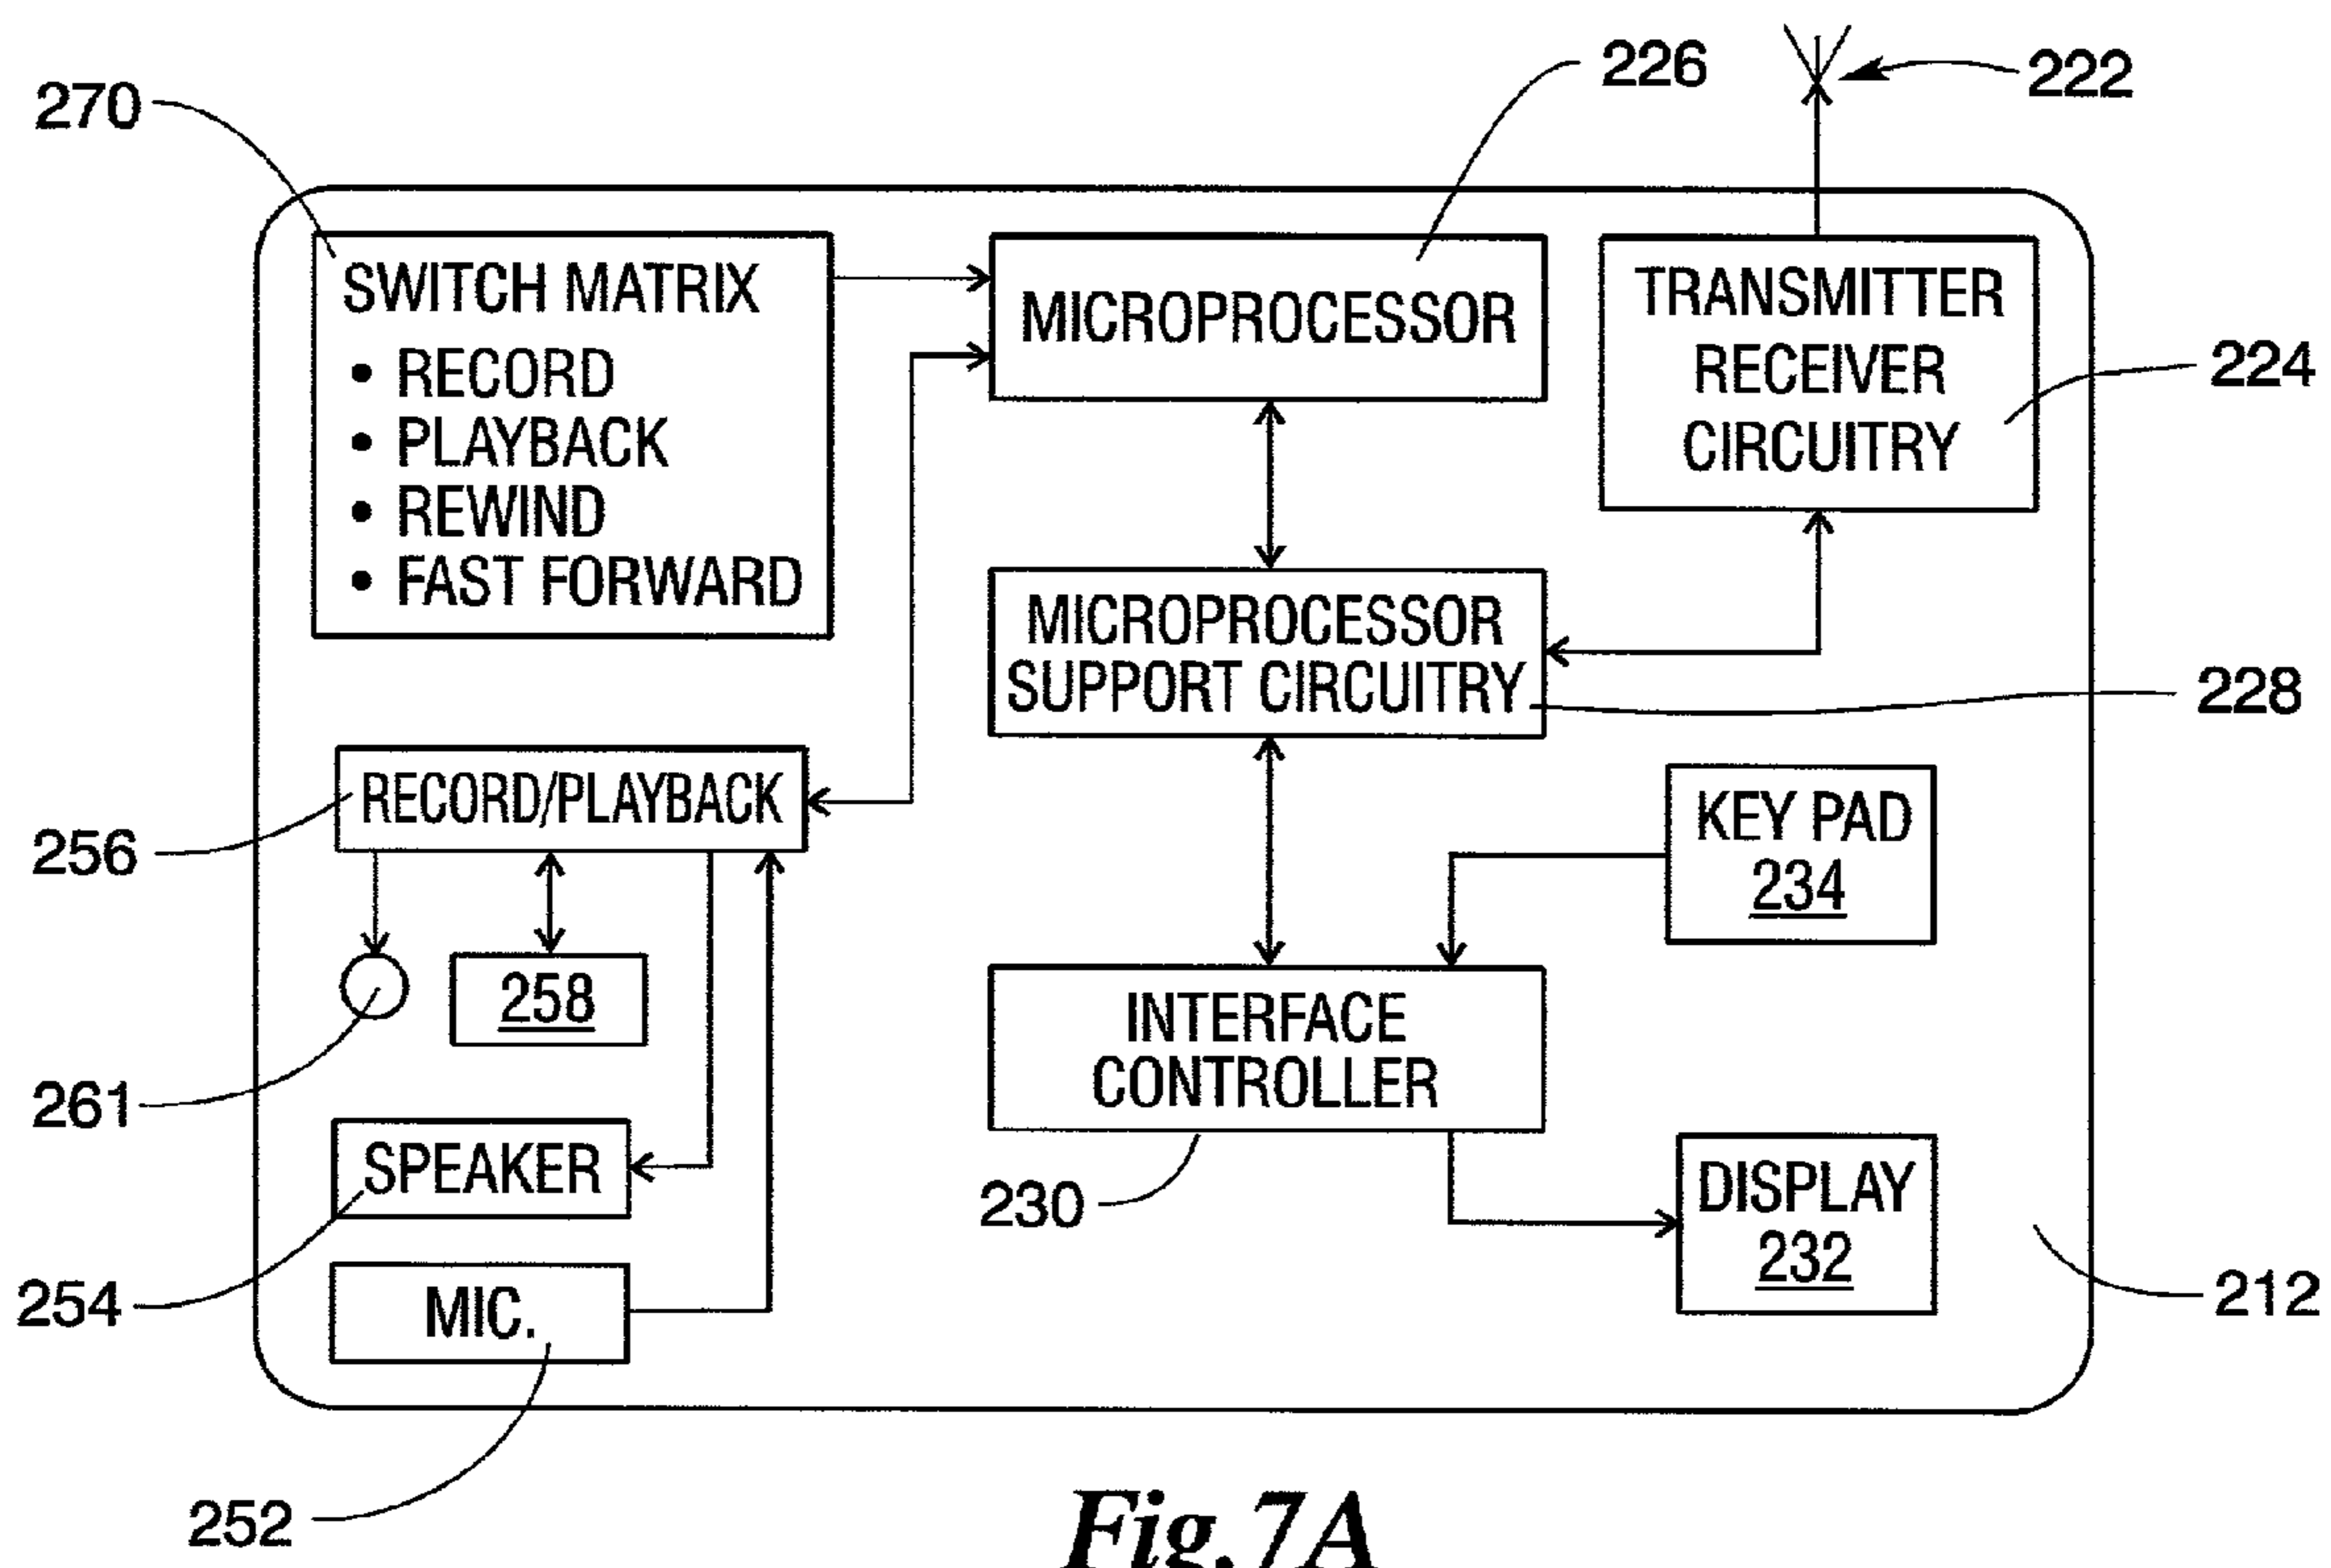 226
222
270
SWITCH MATRIX
• RECORD
• PLAYBACK
• REWIND
• FAST FORWARD
MICROPROCESSOR
TRANSMITTER
RECEIVER
CIRCUITRY
224
MICROPROCESSOR
SUPPORT CIRCUITRY
228
RECORD/PLAYBACK
256
KEY PAD
234
258
261
INTERFACE
CONTROLLER
230
SPEAKER
254
DISPLAY
232
212
MIC.
252
Fig.7A